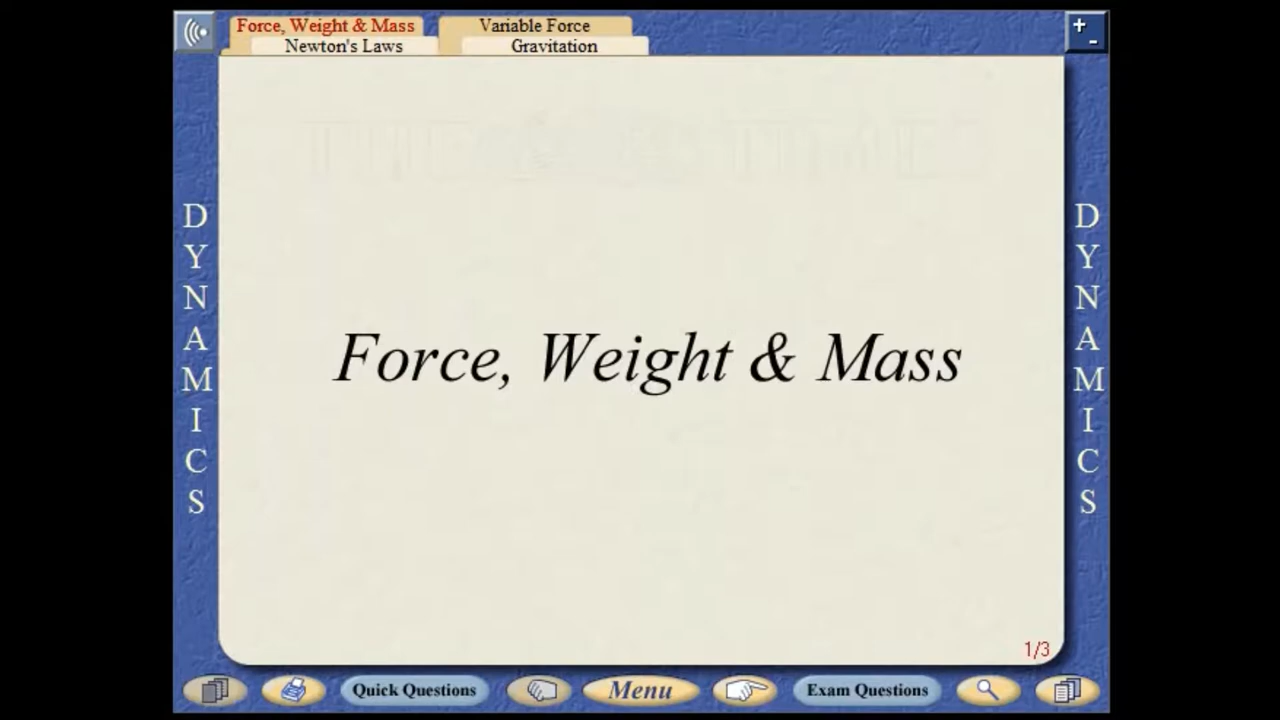 Force, Weight & Mass
Variable Force
Newton's Laws
Gravitation
+
-
D
Y
N
A
M
I
C
S
Force, Weight & Mass
D
Y
N
A
M
I
C
S
1/3
Quick Questions
Menu
Exam Questions